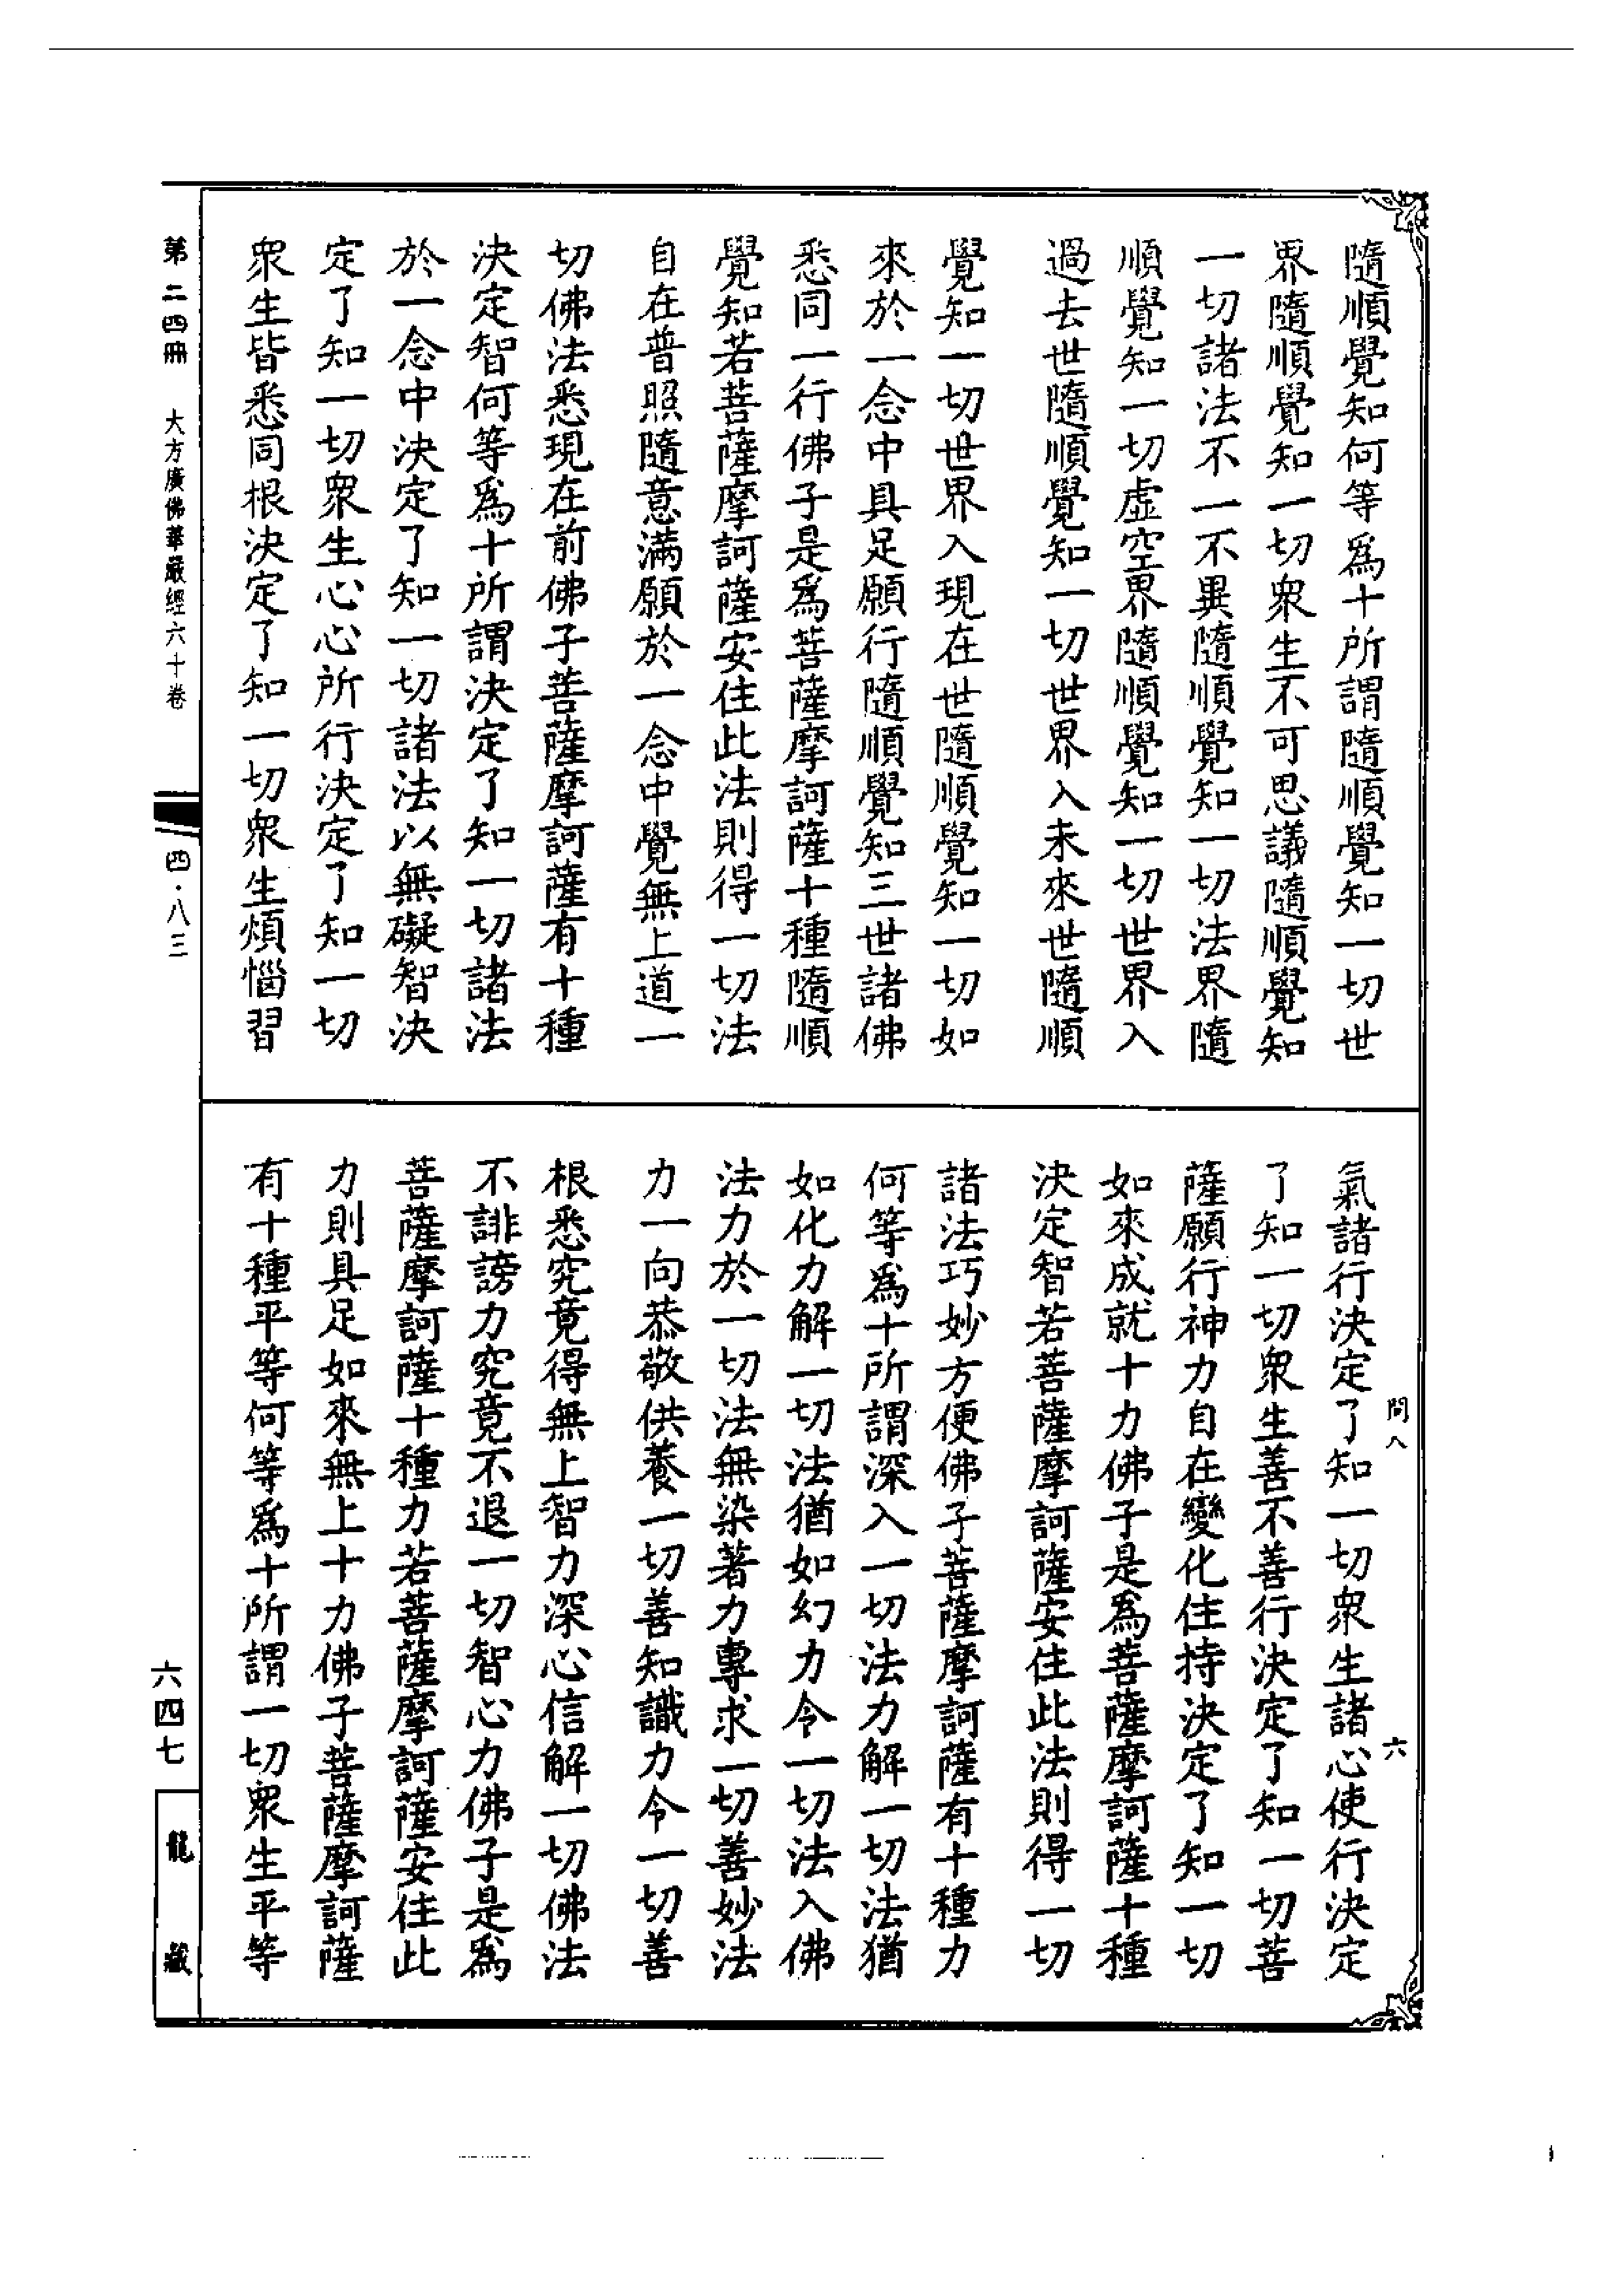 隨順覺知何等爲十所謂隨順覺知一切世
界隨順覺知一切衆生不可思議隨順覺知
一切諸法不一不異隨順覺知一切法界隨
順覺知一切虛空界隨順覺知一切世界入
過去世隨順覺知一切世界入未來世隨順
覺知一切世界入現在世隨順覺知一切如
來於一念中具足願行隨順覺知三世諸佛
悉同一行佛子是爲菩薩摩訶薩十種隨順
覺知若菩薩摩訶薩安住此法則得一切法
自在普照隨意滿願於一念中覺無上道一
切佛法悉現在前佛子菩薩摩訶薩有十種
決定智何等爲十所謂決定了知一切諸法
於一念中決定了知一切諸法以無礙智決
定了知一切衆生心心所行決定了知一切
衆生皆悉同根決定了知一切衆生煩惱習
氣諸行決定了知一切衆生諸心使行決定
了知一切衆生善不善行決定了知一切菩
薩願行神力自在變化住持決定了知一切
如來成就十力佛子是爲菩薩摩訶薩十種
決定智若菩薩摩訶薩安住此法則得一切
諸法巧妙方便佛子菩薩摩訶薩有十種力
何等爲十所謂深入一切法力解一切法猶
如化力解一切法猶如幻力令一切法入佛
法力於一切法無染著力專求一切善妙法
力一向恭敬供養一切善知識力令一切善
根悉究竟得無上智力深心信解一切佛法
不誹謗力究竟不退一切智心力佛子是爲
菩薩摩訶薩十種力若菩薩摩訶薩安住此
力則具足如來無上十力佛子菩薩摩訶薩
有十種平等何等爲十所謂一切衆生平等
問八
六
第二四冊 大方廣佛華嚴經六十卷
四·八三
六四七
龍藏